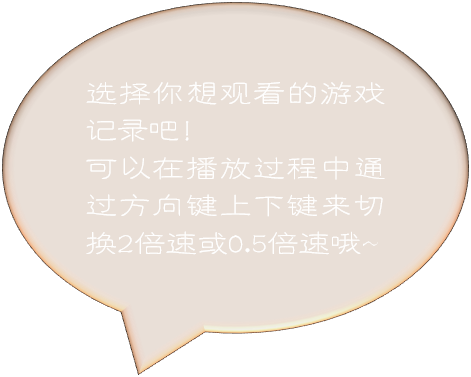 选择你想观看的游戏
记录吧!
可以在播放过程中通
过方向键上下键来切
换2倍速或0.5倍速哦~